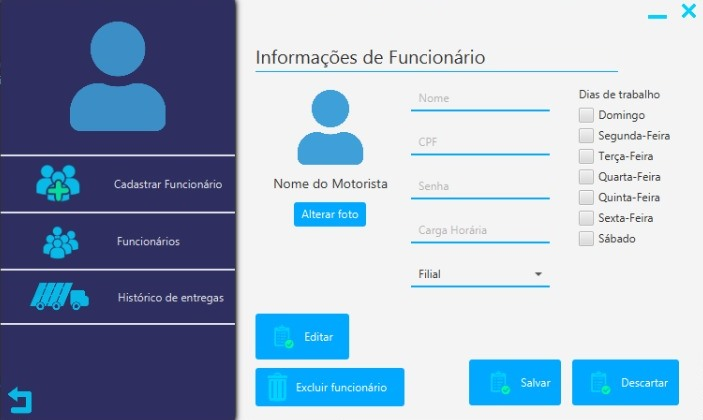 Cadastrar Funcionário
Funcionários
Histórico de entregas
Informações de Funcionário
Nome do Motorista
Alterar foto
Nome
CPF
Senha
Carga Horária
Filial
Dias de trabalho
Domingo
Segunda-Feira
Terça-Feira
Quarta-Feira
Quinta-Feira
Sexta-Feira
Sábado
Editar
Excluir funcionário
Salvar
Descartar